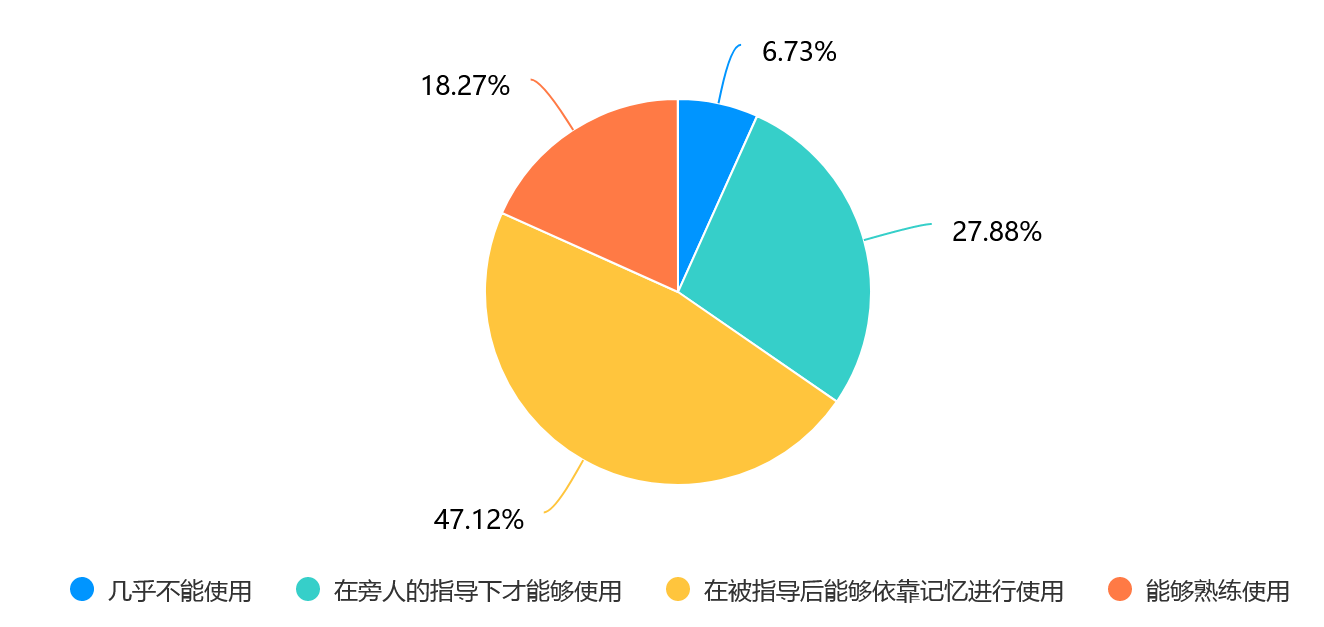 6.73%
18.27%
27.88%
47.12%
几乎不能使用
在旁人的指导下才能够使用
在被指导后能够依靠记忆进行使用
能够熟练使用